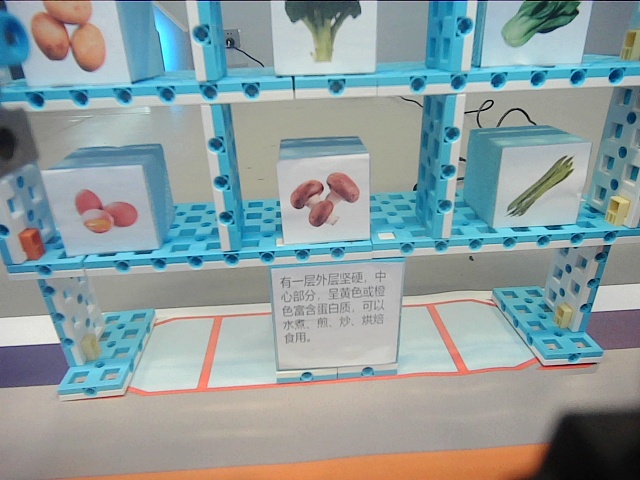 有一层外层坚硬，中
心部分，呈黄色或橙
色富含蛋白质，可以
水煮、煎、炒、烘焙
食用。